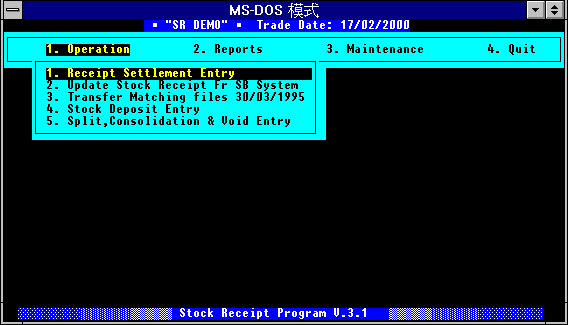 MS-DOS 模式
▪ "SR DEMO" ▪ Trade Date: 17/02/2000
1. Operation 2. Reports 3. Maintenance 4. Quit
1. Receipt Settlement Entry
2. Update Stock Receipt Fr SB System
3. Transfer Matching files 30/03/1995
4. Stock Deposit Entry
5. Split,Consolidation & Void Entry
Stock Receipt Program V.3.1